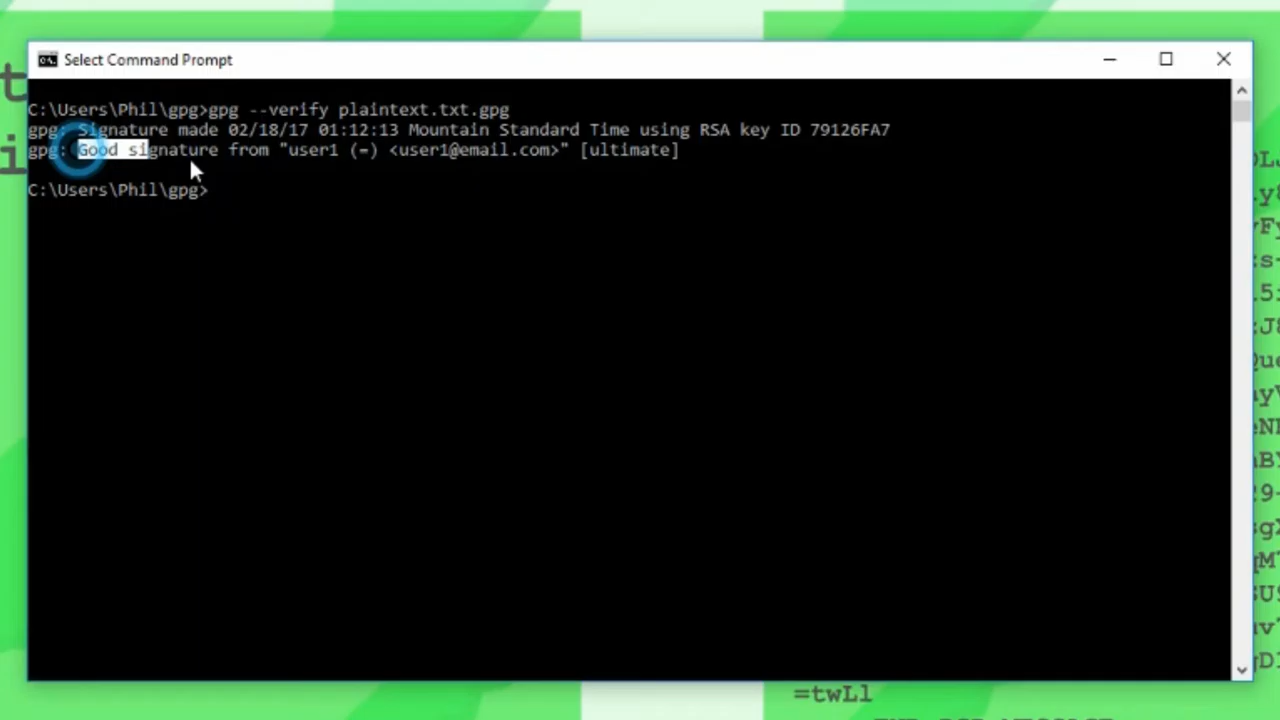 Select Command Prompt
C:\Users\Phil\gpg>gpg --verify plaintext.txt.gpg
gpg: Signature made 02/18/17 01:12:13 Mountain Standard Time using RSA key ID 79126FA7
gpg: Good signature from "user1 (=) <user1@email.com>" [ultimate]
C:\Users\Phil\gpg>
=twLl